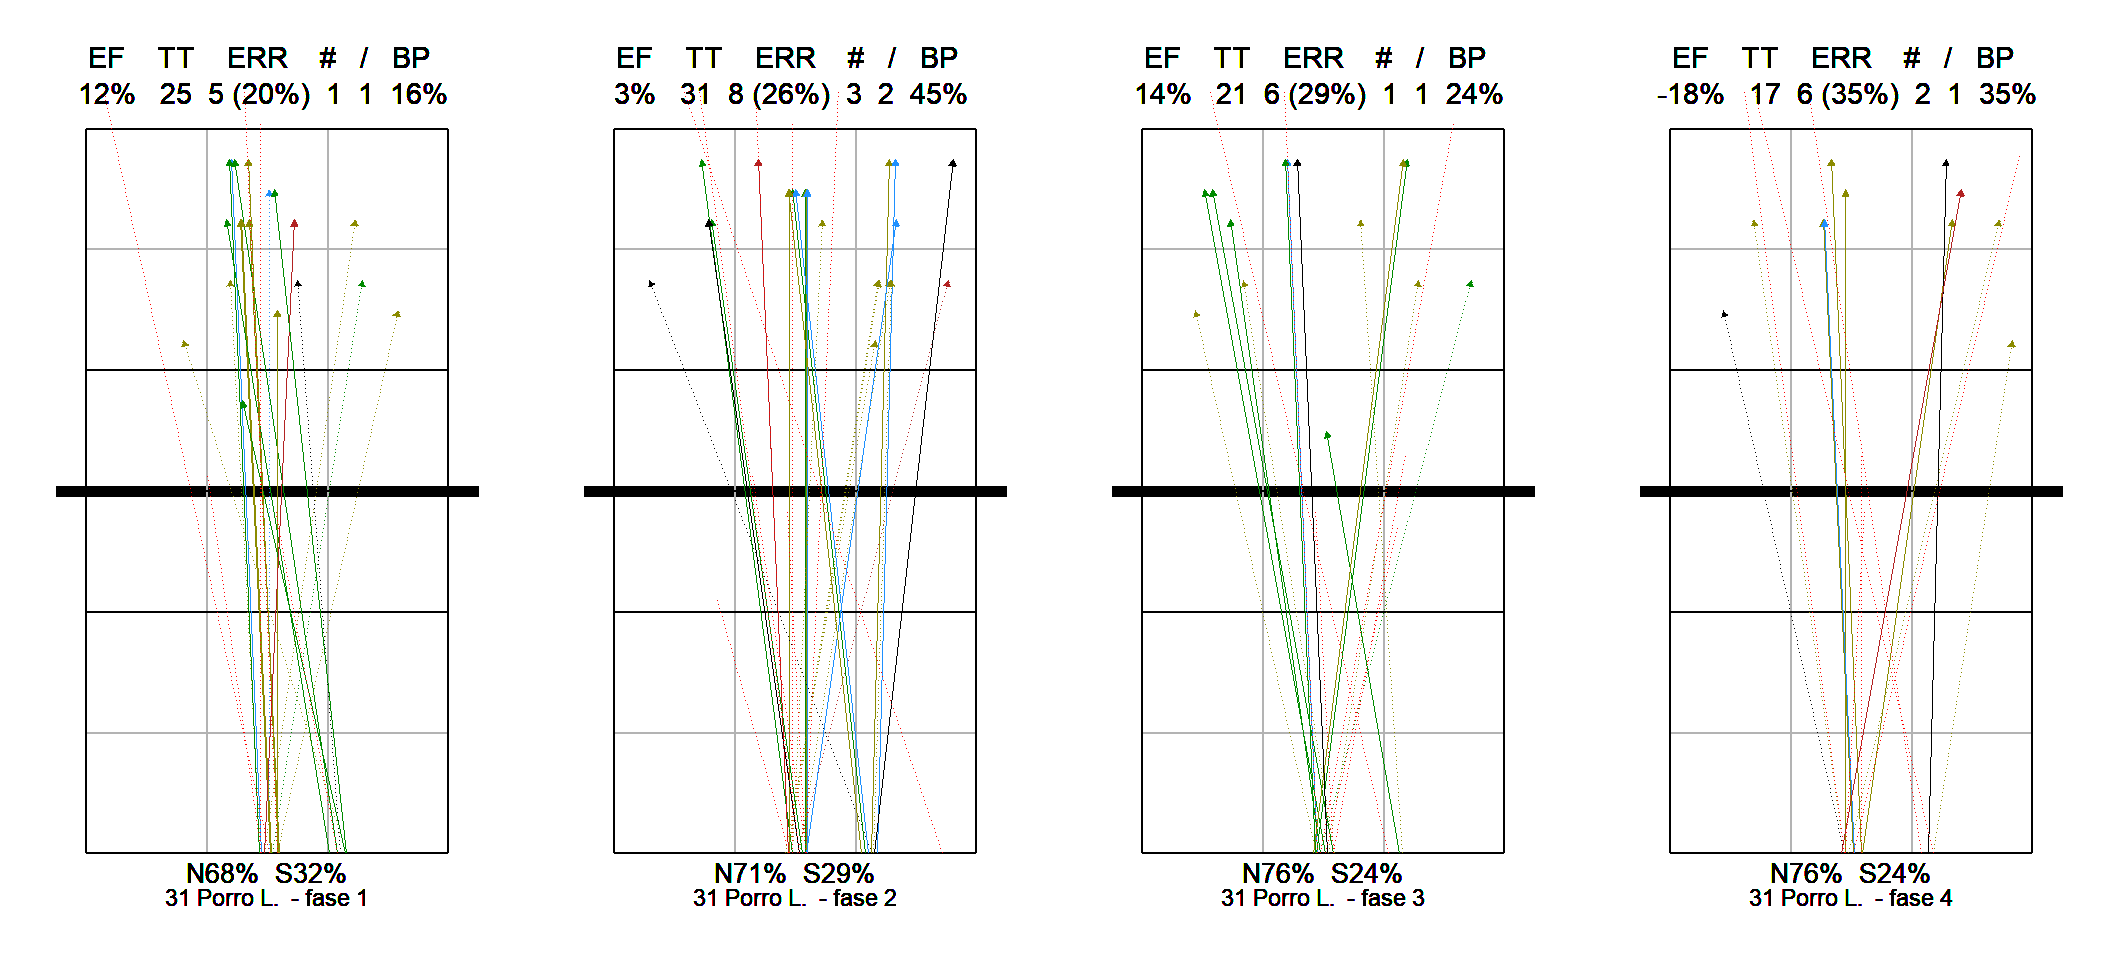 EF TT ERR # / BP
12% 25 5 (20%) 1 1 16%
N68% S32%
31 Porro L. - fase 1
EF TT ERR # / BP
3% 31 8 (26%) 3 2 45%
N71% S29%
31 Porro L. - fase 2
EF TT ERR # / BP
14% 21 6 (29%) 1 1 24%
N76% S24%
31 Porro L. - fase 3
EF TT ERR # / BP
-18% 17 6 (35%) 2 1 35%
N76% S24%
31 Porro L. - fase 4